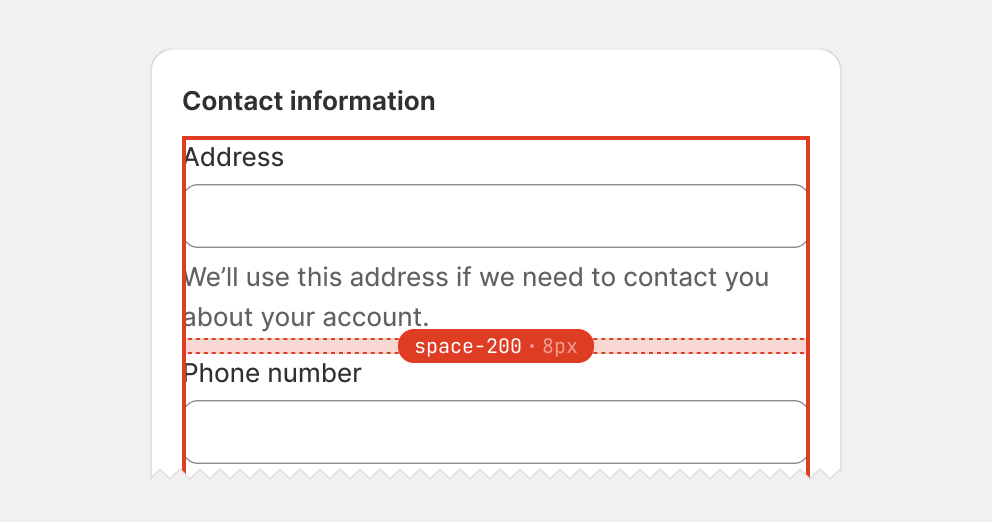 Contact information
Address
We’ll use this address if we need to contact you
about your account.
space-200 • 8px
Phone number